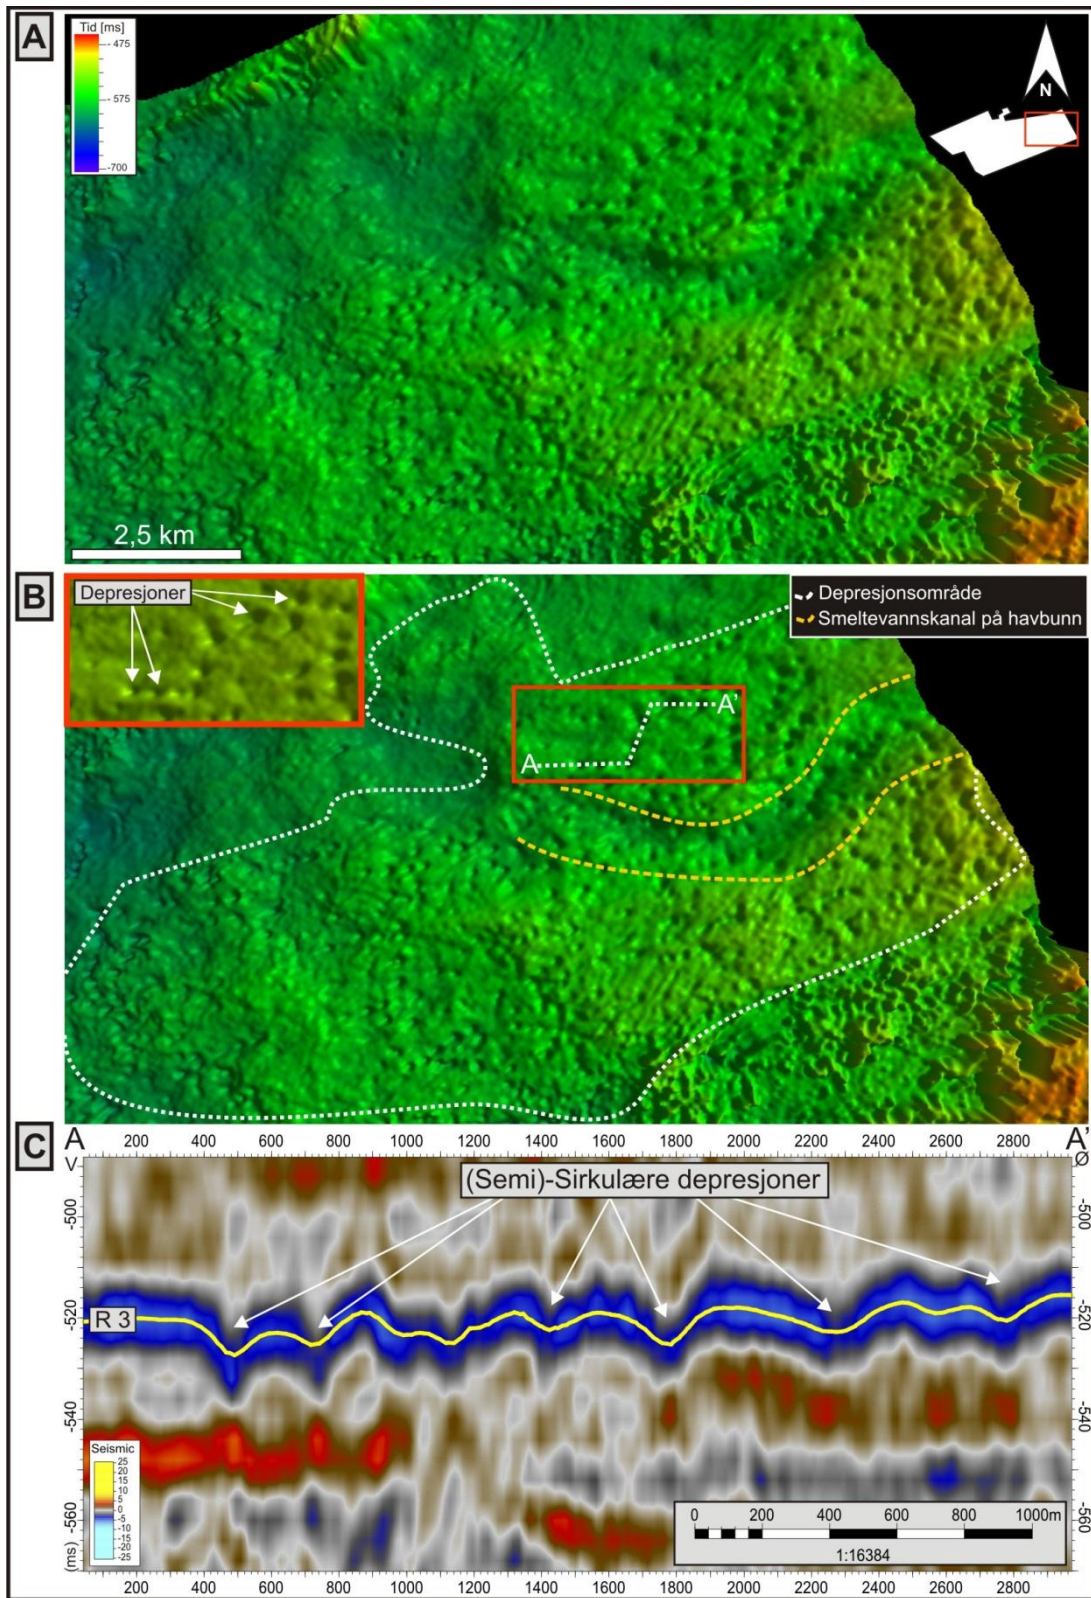 A
Tid [ms]
- 475
- 575
-700
N
2,5 km
B
Depresjoner
Depresjonsområde
Smeltevannskanal på havbunn
A
A'
C
A
200 400 600 800 1000 1200 1400 1600 1800 2000 2200 2400 2600 2800
A'
V
Ø
(Semi)-Sirkulære depresjoner
-500
-500
R 3
-520
-520
-540
-540
Seismic
25
20
15
10
5
0
-5
-10
-15
-20
-25
-560
-560
(ms)
0 200 400 600 800 1000m
1:16384
200 400 600 800 1000 1200 1400 1600 1800 2000 2200 2400 2600 2800